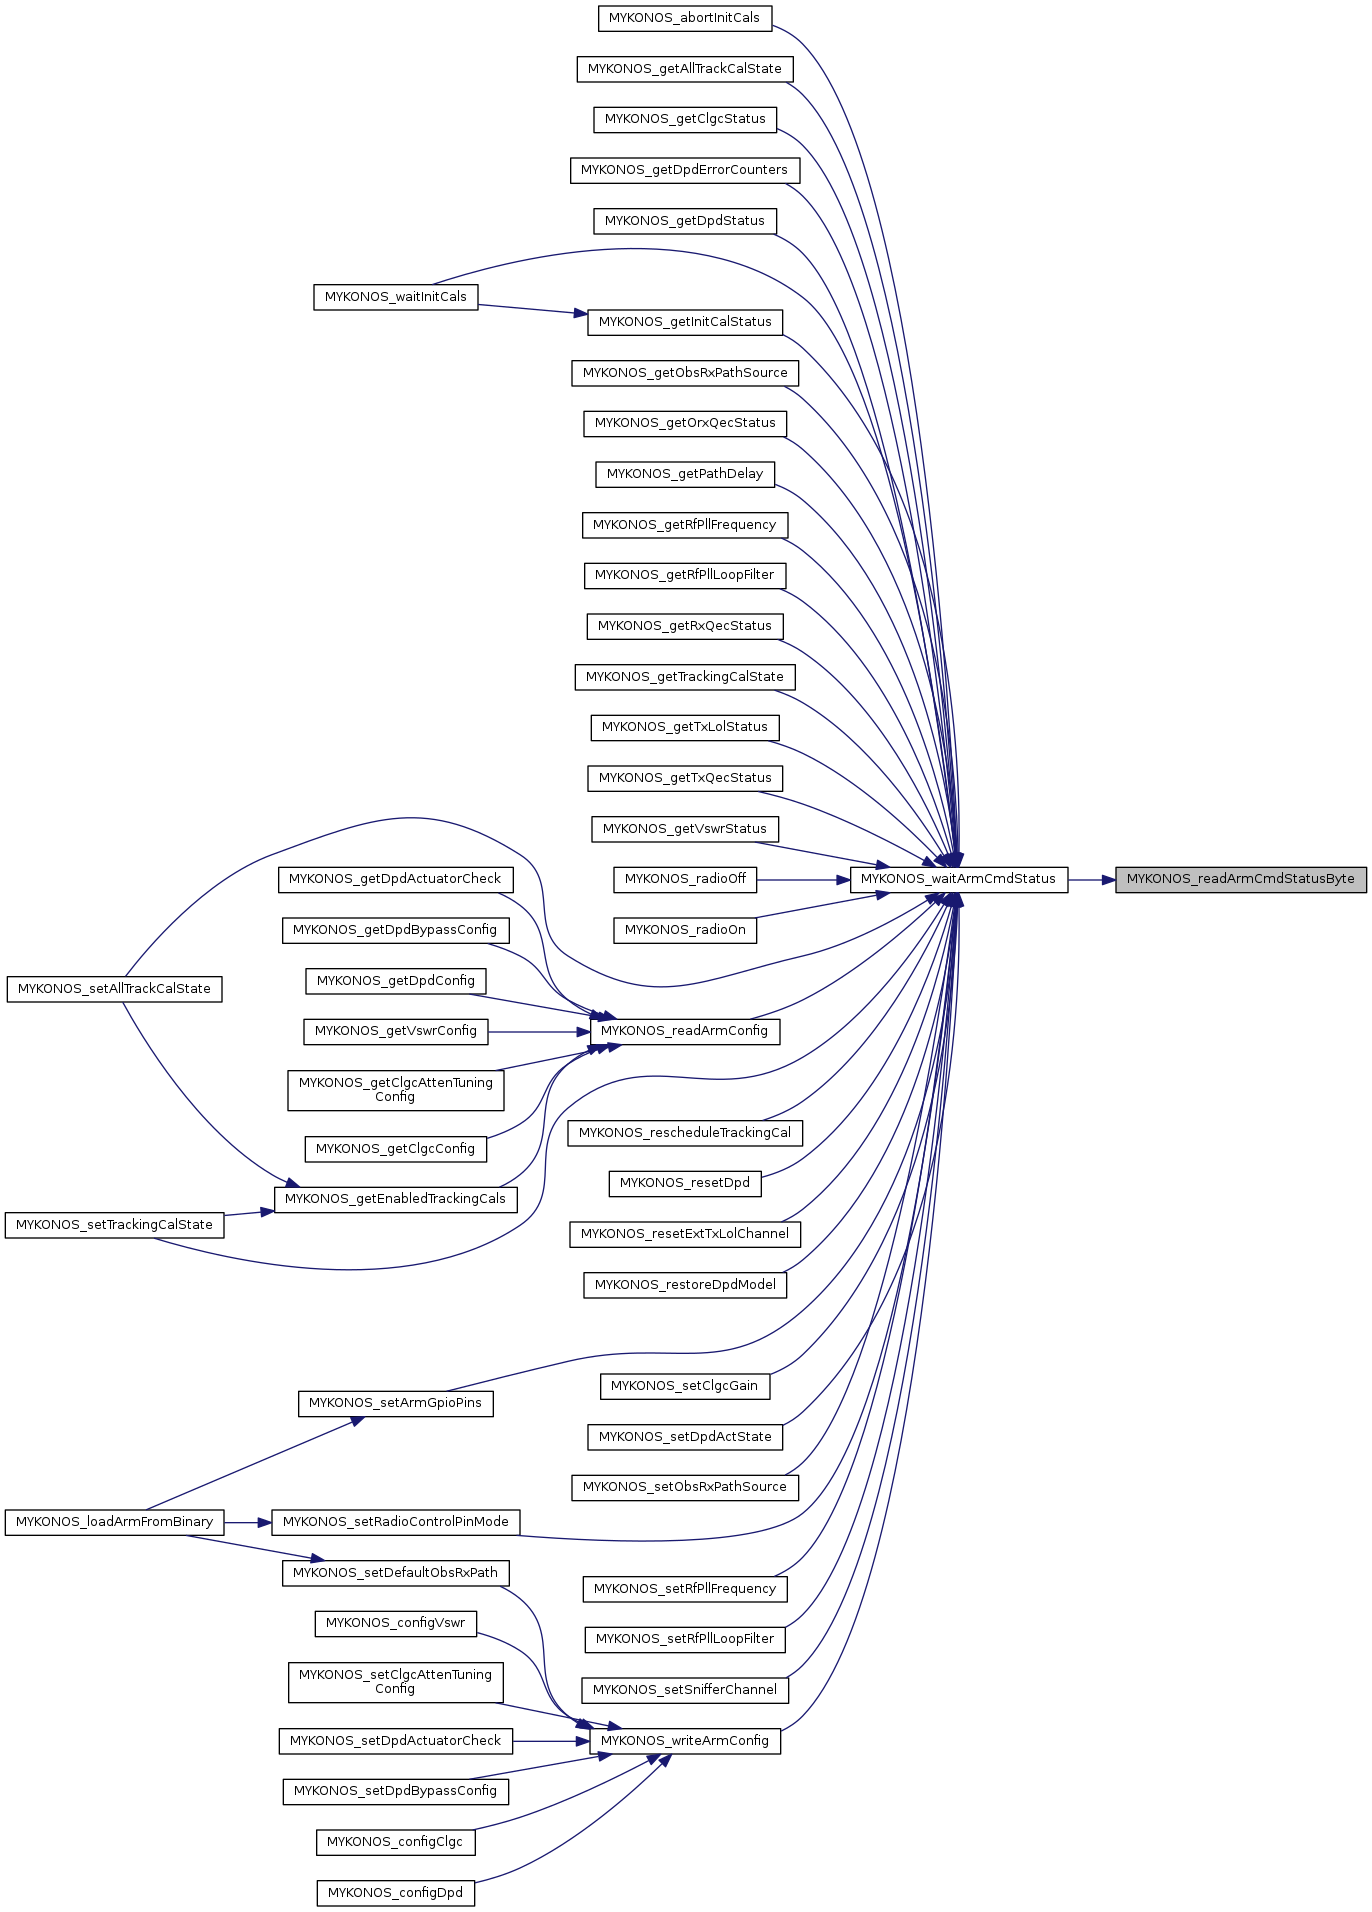 MYKONOS_abortInitCals
MYKONOS_getAllTrackCalState
MYKONOS_getClgcStatus
MYKONOS_getDpdErrorCounters
MYKONOS_getDpdStatus
MYKONOS_waitInitCals
MYKONOS_getInitCalStatus
MYKONOS_getObsRxPathSource
MYKONOS_getOrxQecStatus
MYKONOS_getPathDelay
MYKONOS_getRfPllFrequency
MYKONOS_getRfPllLoopFilter
MYKONOS_getRxQecStatus
MYKONOS_getTrackingCalState
MYKONOS_getTxLolStatus
MYKONOS_getTxQecStatus
MYKONOS_getVswrStatus
MYKONOS_getDpdActuatorCheck
MYKONOS_radioOff
MYKONOS_waitArmCmdStatus
MYKONOS_readArmCmdStatusByte
MYKONOS_getDpdBypassConfig
MYKONOS_radioOn
MYKONOS_setAllTrackCalState
MYKONOS_getDpdConfig
MYKONOS_getVswrConfig
MYKONOS_readArmConfig
MYKONOS_getClgcAttenTuning
Config
MYKONOS_rescheduleTrackingCal
MYKONOS_getClgcConfig
MYKONOS_resetDpd
MYKONOS_getEnabledTrackingCals
MYKONOS_setTrackingCalState
MYKONOS_resetExtTxLolChannel
MYKONOS_restoreDpdModel
MYKONOS_setClgcGain
MYKONOS_setArmGpioPins
MYKONOS_setDpdActState
MYKONOS_setObsRxPathSource
MYKONOS_loadArmFromBinary
MYKONOS_setRadioControlPinMode
MYKONOS_setDefaultObsRxPath
MYKONOS_setRfPllFrequency
MYKONOS_configVswr
MYKONOS_setRfPllLoopFilter
MYKONOS_setClgcAttenTuning
Config
MYKONOS_setSnifferChannel
MYKONOS_setDpdActuatorCheck
MYKONOS_writeArmConfig
MYKONOS_setDpdBypassConfig
MYKONOS_configClgc
MYKONOS_configDpd